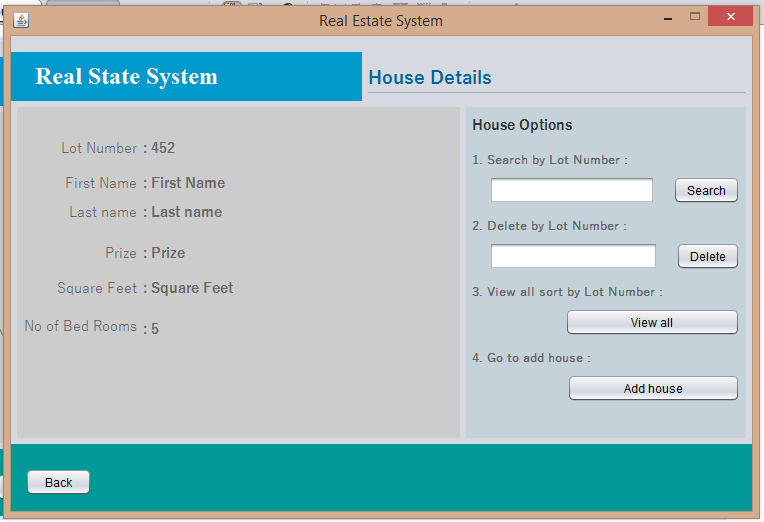 Real Estate System
Real State System
House Details
Lot Number : 452
First Name : First Name
Last name : Last name
Prize : Prize
Square Feet : Square Feet
No of Bed Rooms : 5
House Options
1. Search by Lot Number :
Search
2. Delete by Lot Number :
Delete
3. View all sort by Lot Number :
View all
4. Go to add house :
Add house
Back